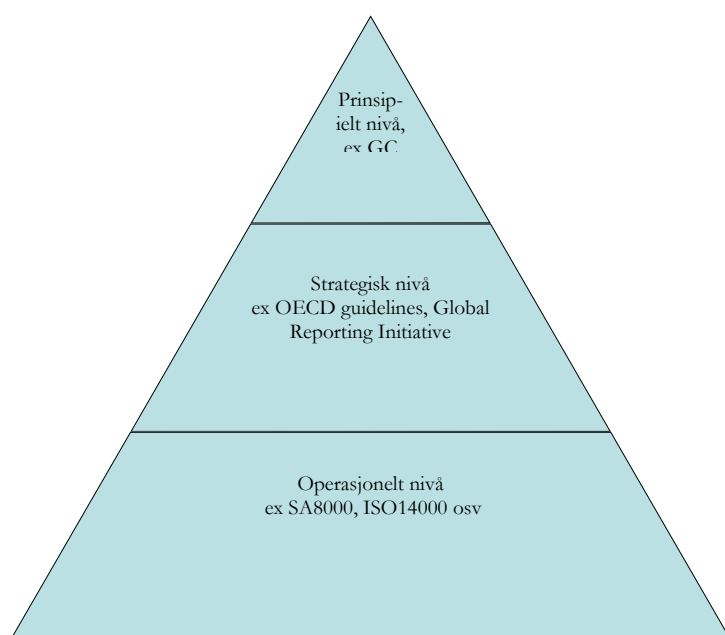 Prinsip-
ielt nivå,
ex GC
Strategisk nivå
ex OECD guidelines, Global
Reporting Initiative
Operasjonelt nivå
ex SA8000, ISO14000 osv